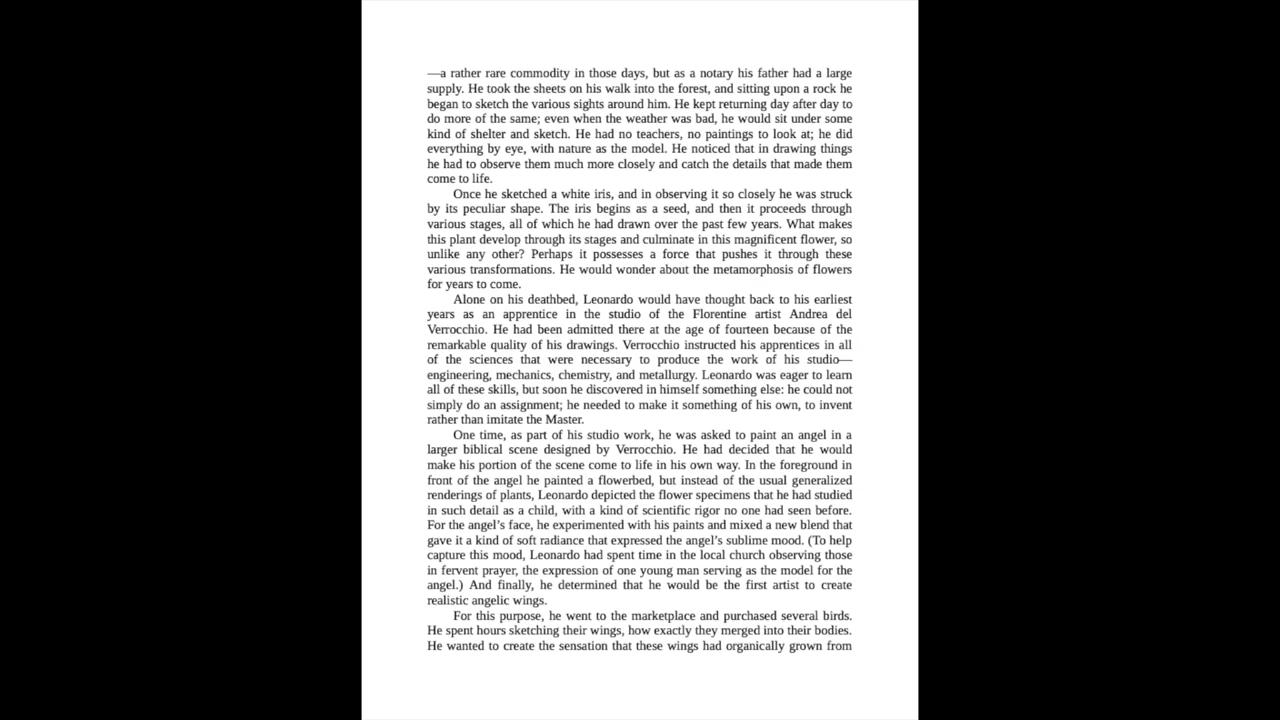 —a rather rare commodity in those days, but as a notary his father had a large
supply. He took the sheets on his walk into the forest, and sitting upon a rock he
began to sketch the various sights around him. He kept returning day after day to
do more of the same; even when the weather was bad, he would sit under some
kind of shelter and sketch. He had no teachers, no paintings to look at; he did
everything by eye, with nature as the model. He noticed that in drawing things
he had to observe them much more closely and catch the details that made them
come to life.
Once he sketched a white iris, and in observing it so closely he was struck
by its peculiar shape. The iris begins as a seed, and then it proceeds through
various stages, all of which he had drawn over the past few years. What makes
this plant develop through its stages and culminate in this magnificent flower, so
unlike any other? Perhaps it possesses a force that pushes it through these
various transformations. He would wonder about the metamorphosis of flowers
for years to come.
Alone on his deathbed, Leonardo would have thought back to his earliest
years as an apprentice in the studio of the Florentine artist Andrea del
Verrocchio. He had been admitted there at the age of fourteen because of the
remarkable quality of his drawings. Verrocchio instructed his apprentices in all
of the sciences that were necessary to produce the work of his studio—
engineering, mechanics, chemistry, and metallurgy. Leonardo was eager to learn
all of these skills, but soon he discovered in himself something else: he could not
simply do an assignment; he needed to make it something of his own, to invent
rather than imitate the Master.
One time, as part of his studio work, he was asked to paint an angel in a
larger biblical scene designed by Verrocchio. He had decided that he would
make his portion of the scene come to life in his own way. In the foreground in
front of the angel he painted a flowerbed, but instead of the usual generalized
renderings of plants, Leonardo depicted the flower specimens that he had studied
in such detail as a child, with a kind of scientific rigor no one had seen before.
For the angel’s face, he experimented with his paints and mixed a new blend that
gave it a kind of soft radiance that expressed the angel’s sublime mood. (To help
capture this mood, Leonardo had spent time in the local church observing those
in fervent prayer, the expression of one young man serving as the model for the
angel.) And finally, he determined that he would be the first artist to create
realistic angelic wings.
For this purpose, he went to the marketplace and purchased several birds.
He spent hours sketching their wings, how exactly they merged into their bodies.
He wanted to create the sensation that these wings had organically grown from